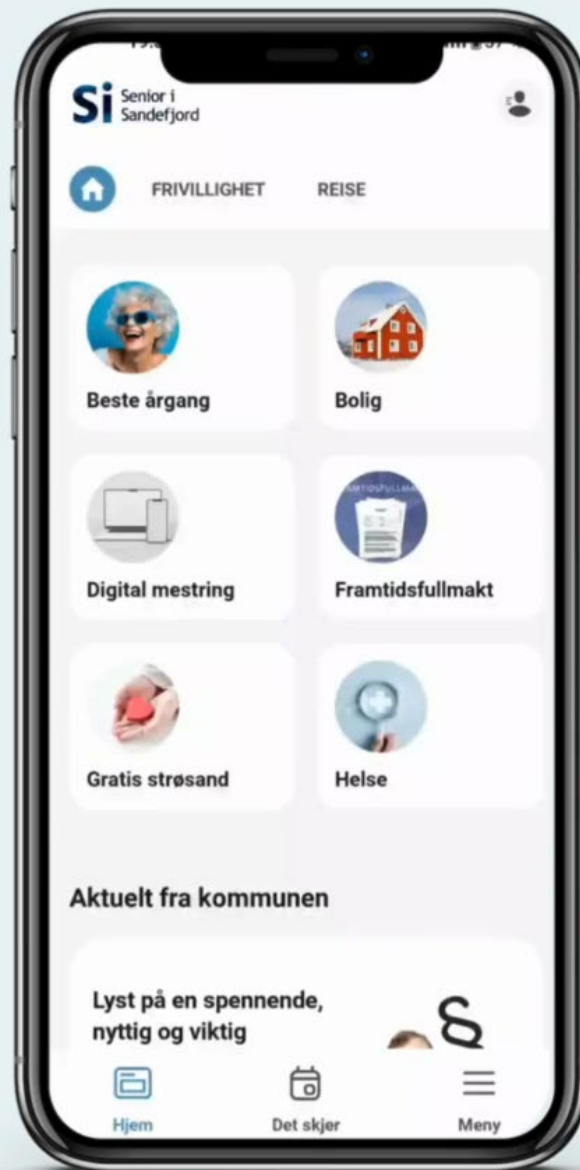 Si Senior i
Sandefjord
FRIVILLIGHET REISE
Beste årgang
Bolig
Digital mestring
Framtidsfullmakt
Gratis strøsand
Helse
Aktuelt fra kommunen
Lyst på en spennende,
nyttig og viktig
§
Hjem
Det skjer
Meny